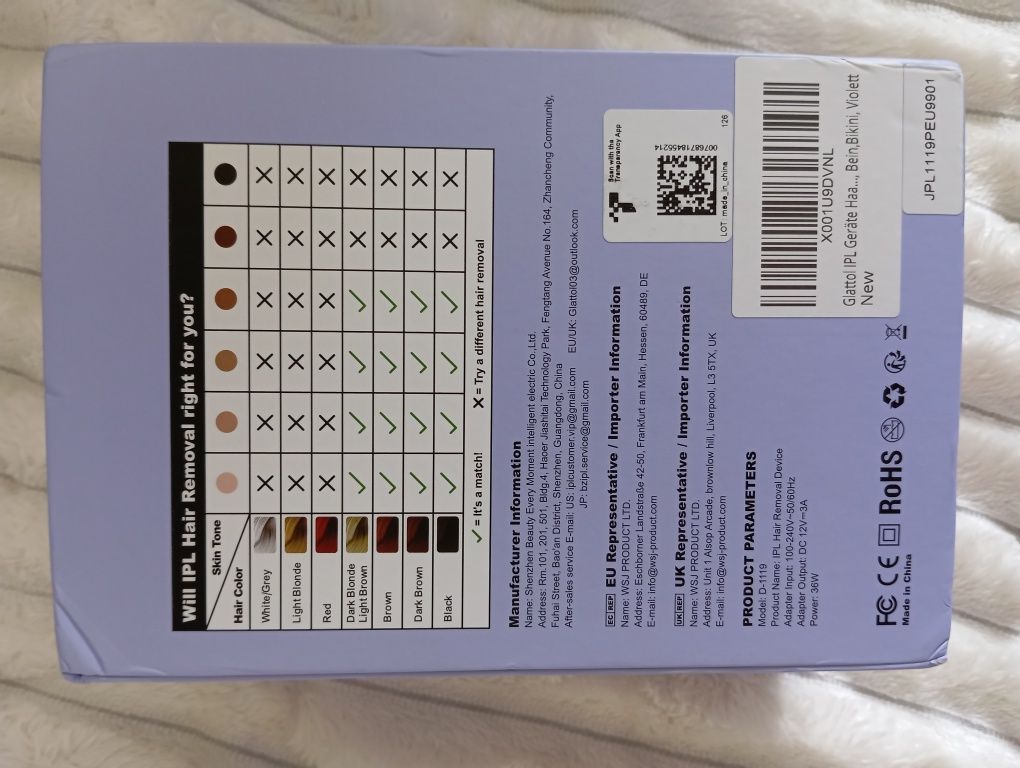 Will IPL Hair Removal right for you?
Skin Tone
Hair Color
White/Grey
Light Blonde
Red
Dark Blonde
Light Brown
Brown
Dark Brown
Black
✓ = It's a match! ✕ = Try a different hair removal
Manufacturer Information
Name: Shenzhen Beauty Every Moment intelligent electric Co.,Ltd.
Address: Rm.101, 201, 501, Bldg.4, Hacer Jiashitai Technology Park, Fengtang Avenue No.164, Zhancheng Community,
Fuhai Street, Bao'an District, Shenzhen, Guangdong, China
After-sales service E-mail: US: iplcustomer.vip@gmail.com EU/UK: Glattol03@outlook.com
JP: bzipl.service@gmail.com
EC REP EU Representative / Importer Information
Name: WSJ PRODUCT LTD.
Address: Eschborner Landstraße 42-50, Frankfurt am Main, Hessen, 60489, DE
E-mail: info@wsj-product.com
UK REP UK Representative / Importer Information
Name: WSJ PRODUCT LTD.
Address: Unit 1 Alsop Arcade, brownlow hill, Liverpool, L3 5TX, UK
E-mail: info@wsj-product.com
PRODUCT PARAMETERS
Model: D-1119
Product Name: IPL Hair Removal Device
Adapter Input: 100-240V~50/60Hz
Adapter Output: DC 12V⎓3A
Power: 36W
FC CE RoHS
Made in China
Scan with the
Transparency App
00768718455214
LOT: made_in_china 126
X001U9DVNL
Glattol IPL Geräte Haa..., Bein,Bikini, Violett
New
JPL1119PEU9901